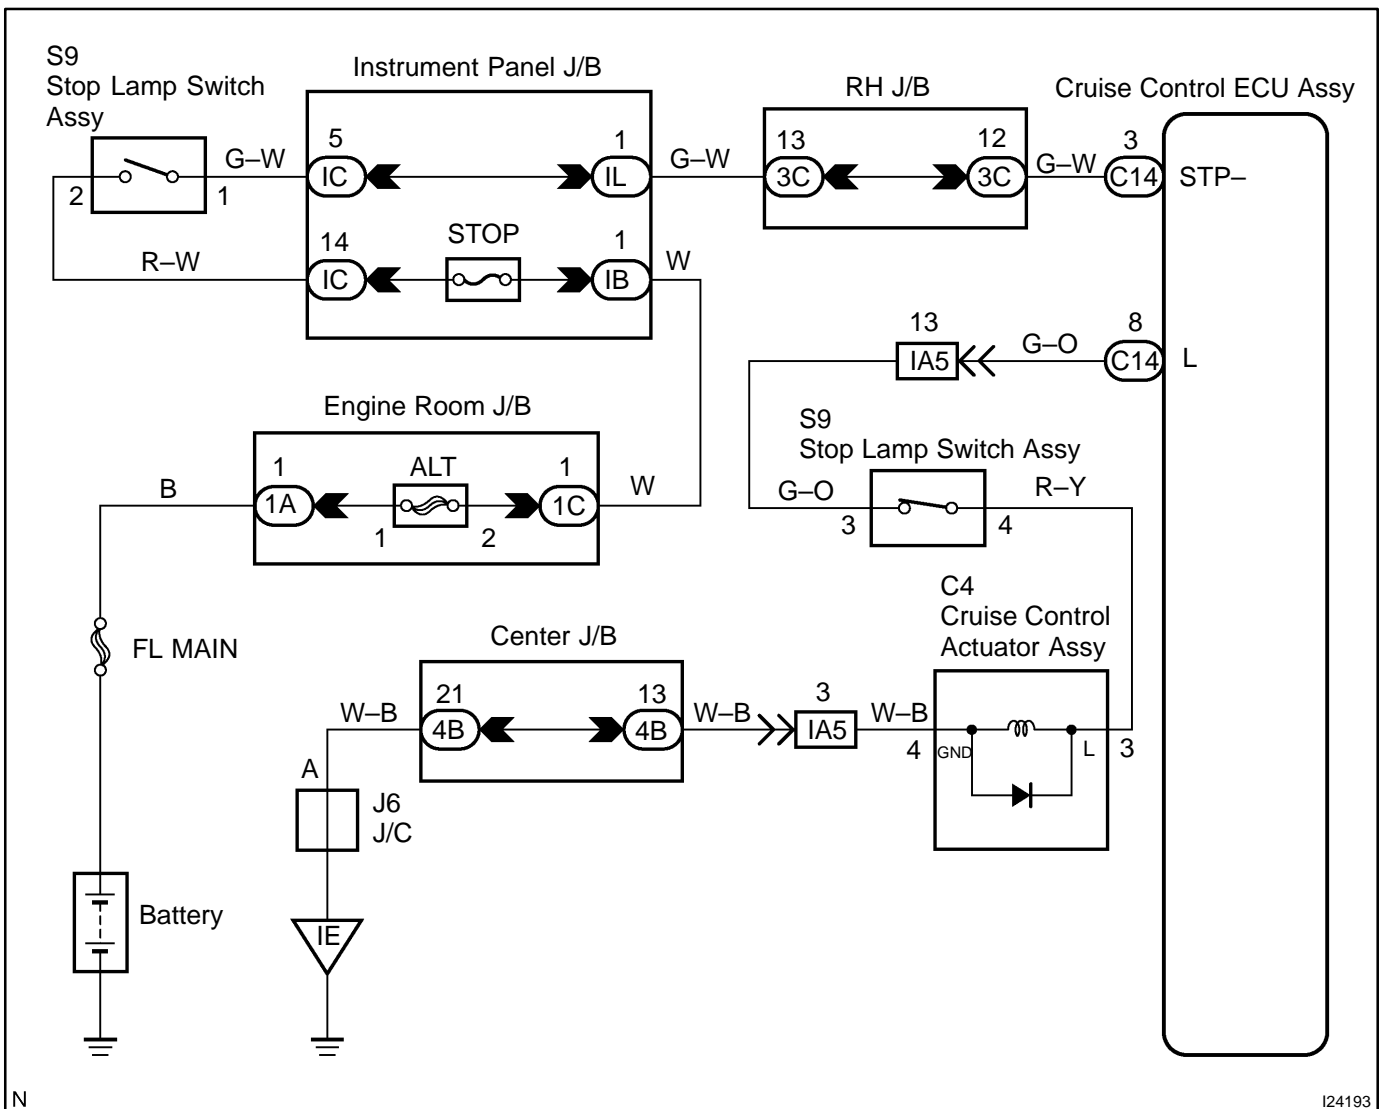 S9
Stop Lamp Switch
Assy
Instrument Panel J/B
RH J/B
Cruise Control ECU Assy
5
1
13
12
3
G–W
IC
IL
G–W
3C
3C
G–W
C14
STP–
2
1
14
STOP
1
R–W
IC
IB
W
13
8
IA5
G–O
C14
L
Engine Room J/B
S9
Stop Lamp Switch Assy
1
ALT
1
B
1A
1C
W
1
2
G–O
R–Y
3
4
C4
Cruise Control
Actuator Assy
FL MAIN
Center J/B
21
13
3
W–B
4B
4B
W–B
IA5
W–B
4
GND
L
3
A
J6
J/C
Battery
IE
N
I24193